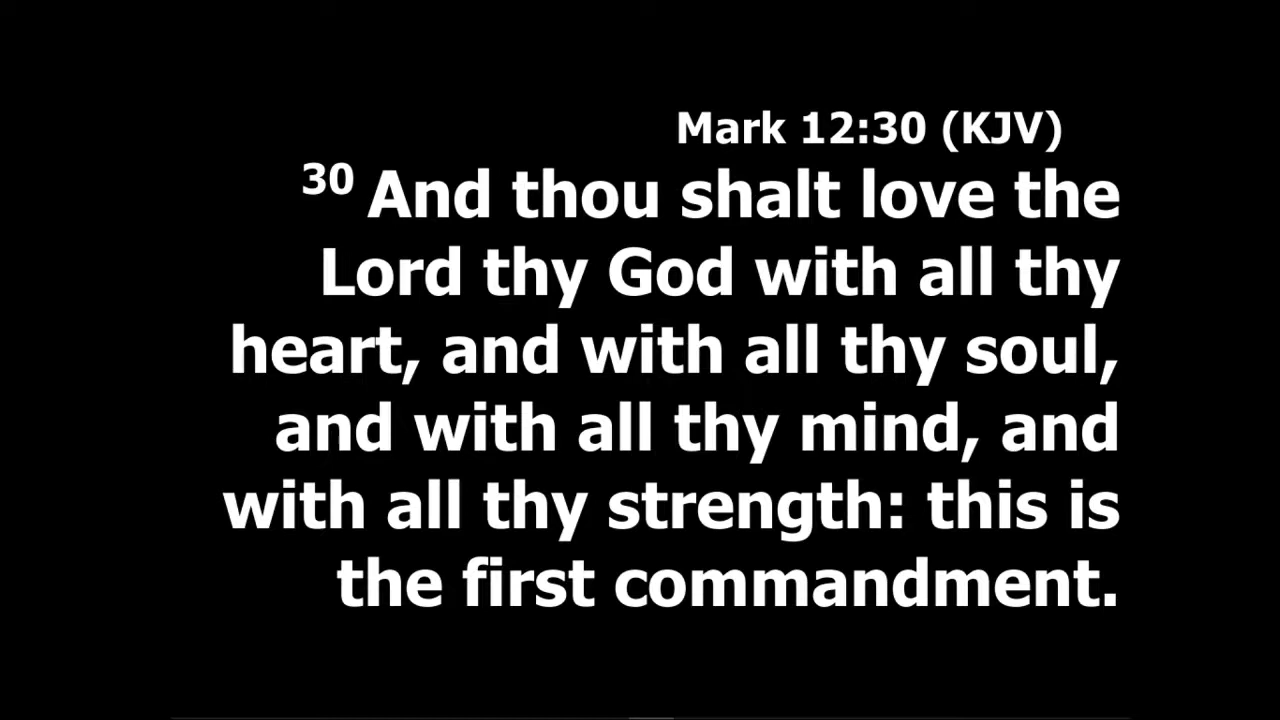 Mark 12:30 (KJV)
30 And thou shalt love the
Lord thy God with all thy
heart, and with all thy soul,
and with all thy mind, and
with all thy strength: this is
the first commandment.